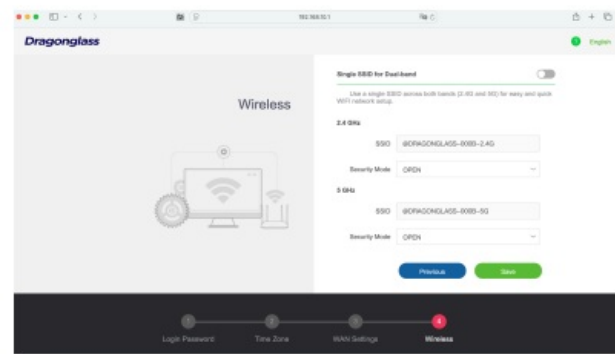 192.168.10.1
Dragonglass
English
Wireless
Single SSID for Dual-band
Use a single SSID across both bands (2.4G and 5G) for easy and quick
WIFI network setup.
2.4 GHz
SSID @DRAGONGLASS-000D-2.4G
Security Mode OPEN
5 GHz
SSID @DRAGONGLASS-000D-5G
Security Mode OPEN
Previous Save
1 2 3 4
Login Password Time Zone WAN Settings Wireless